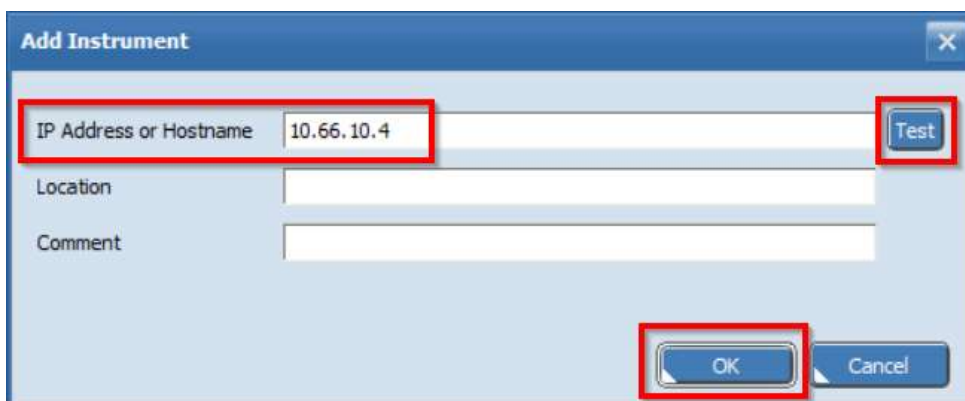 Add Instrument
IP Address or Hostname 10.66.10.4 Test
Location
Comment
OK Cancel